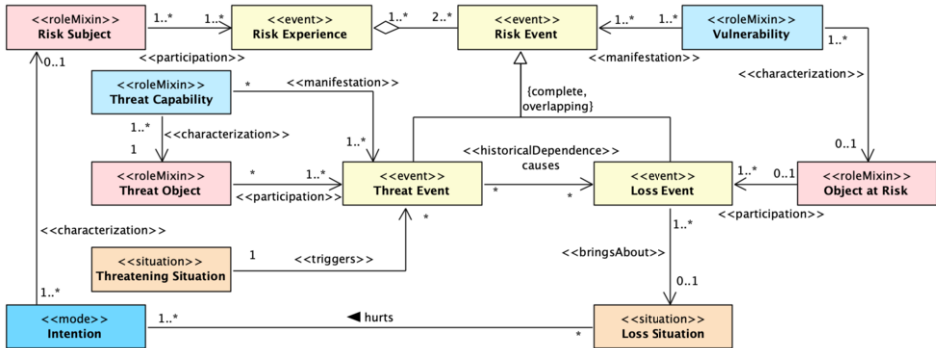 <<roleMixin>>
Risk Subject
1..*
1..*
<<event>>
Risk Experience
1..*
2..*
<<event>>
Risk Event
1..*
1..*
<<roleMixin>>
Vulnerability
1..*
0..1
<<participation>>
<<manifestation>>
<<roleMixin>>
Threat Capability
*
<<manifestation>>
<<characterization>>
{complete,
overlapping}
1..*
<<characterization>>
1
1..*
<<historicalDependence>>
causes
0..1
<<roleMixin>>
Threat Object
*
1..*
<<participation>>
<<event>>
Threat Event
*
*
<<event>>
Loss Event
1..*
0..1
<<roleMixin>>
Object at Risk
<<participation>>
<<characterization>>
*
1..*
<<situation>>
Threatening Situation
1
<<triggers>>
<<bringsAbout>>
0..1
1..*
<<mode>>
Intention
1..*
hurts
*
<<situation>>
Loss Situation